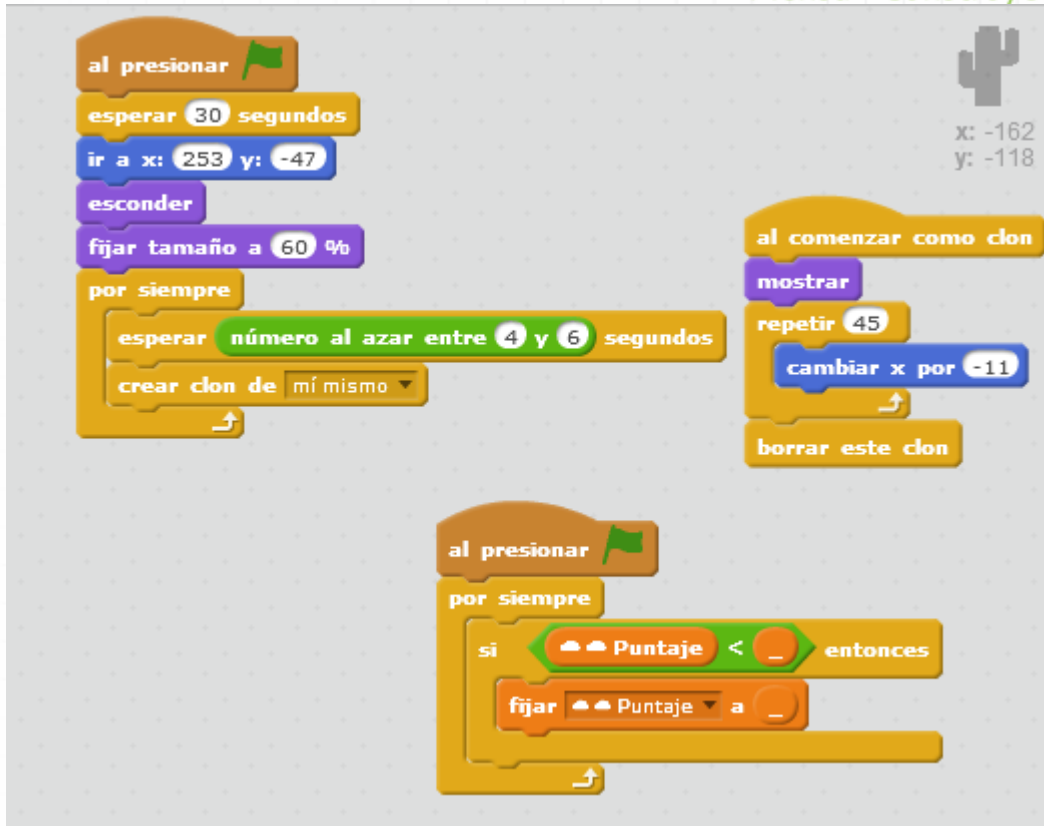 al presionar
esperar 30 segundos
ir a x: 253 y: -47
esconder
fijar tamaño a 60 %
por siempre
esperar número al azar entre 4 y 6 segundos
crear clon de mí mismo
x: -162
y: -118
al comenzar como clon
mostrar
repetir 45
cambiar x por -11
borrar este clon
al presionar
por siempre
si Puntaje < _ entonces
fijar Puntaje a _